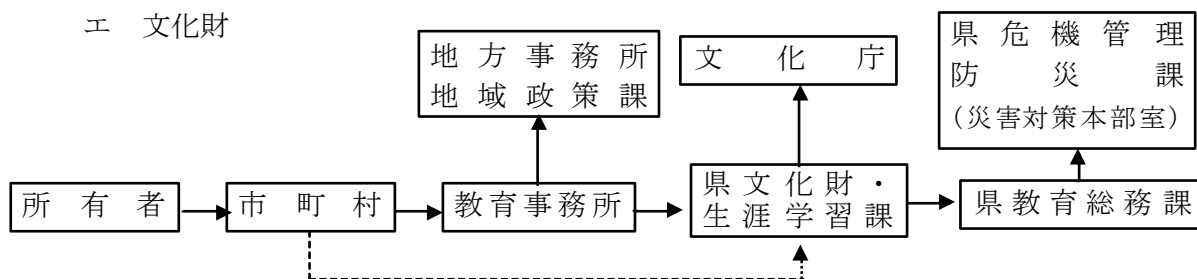 エ 文化財
地方事務所
地域政策課
文化庁
県危機管理
防災課
(災害対策本部室)
所有者
市町村
教育事務所
県文化財・
生涯学習課
県教育総務課